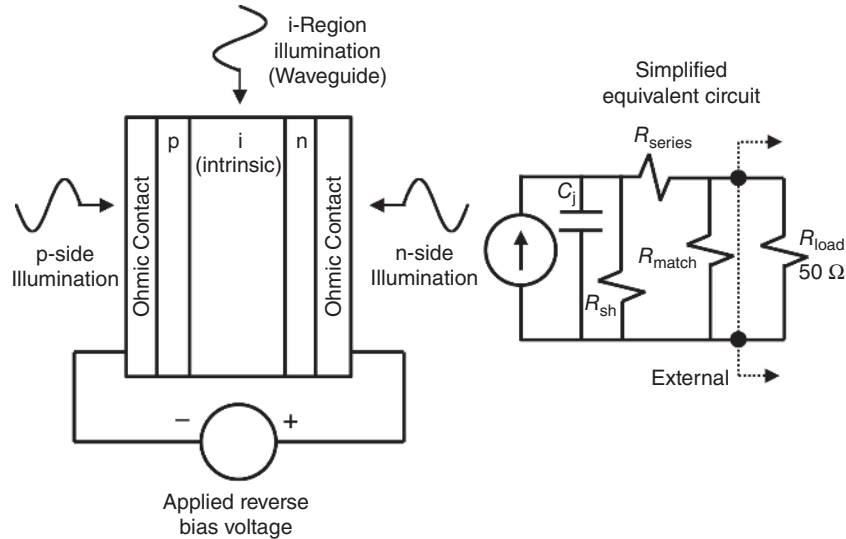 i-Region
illumination
(Waveguide)
p
i
(intrinsic)
n
Ohmic Contact
Ohmic Contact
p-side
Illumination
n-side
Illumination
−
+
Applied reverse
bias voltage
Simplified
equivalent circuit
R_series
C_j
R_sh
R_match
R_load
50 Ω
External